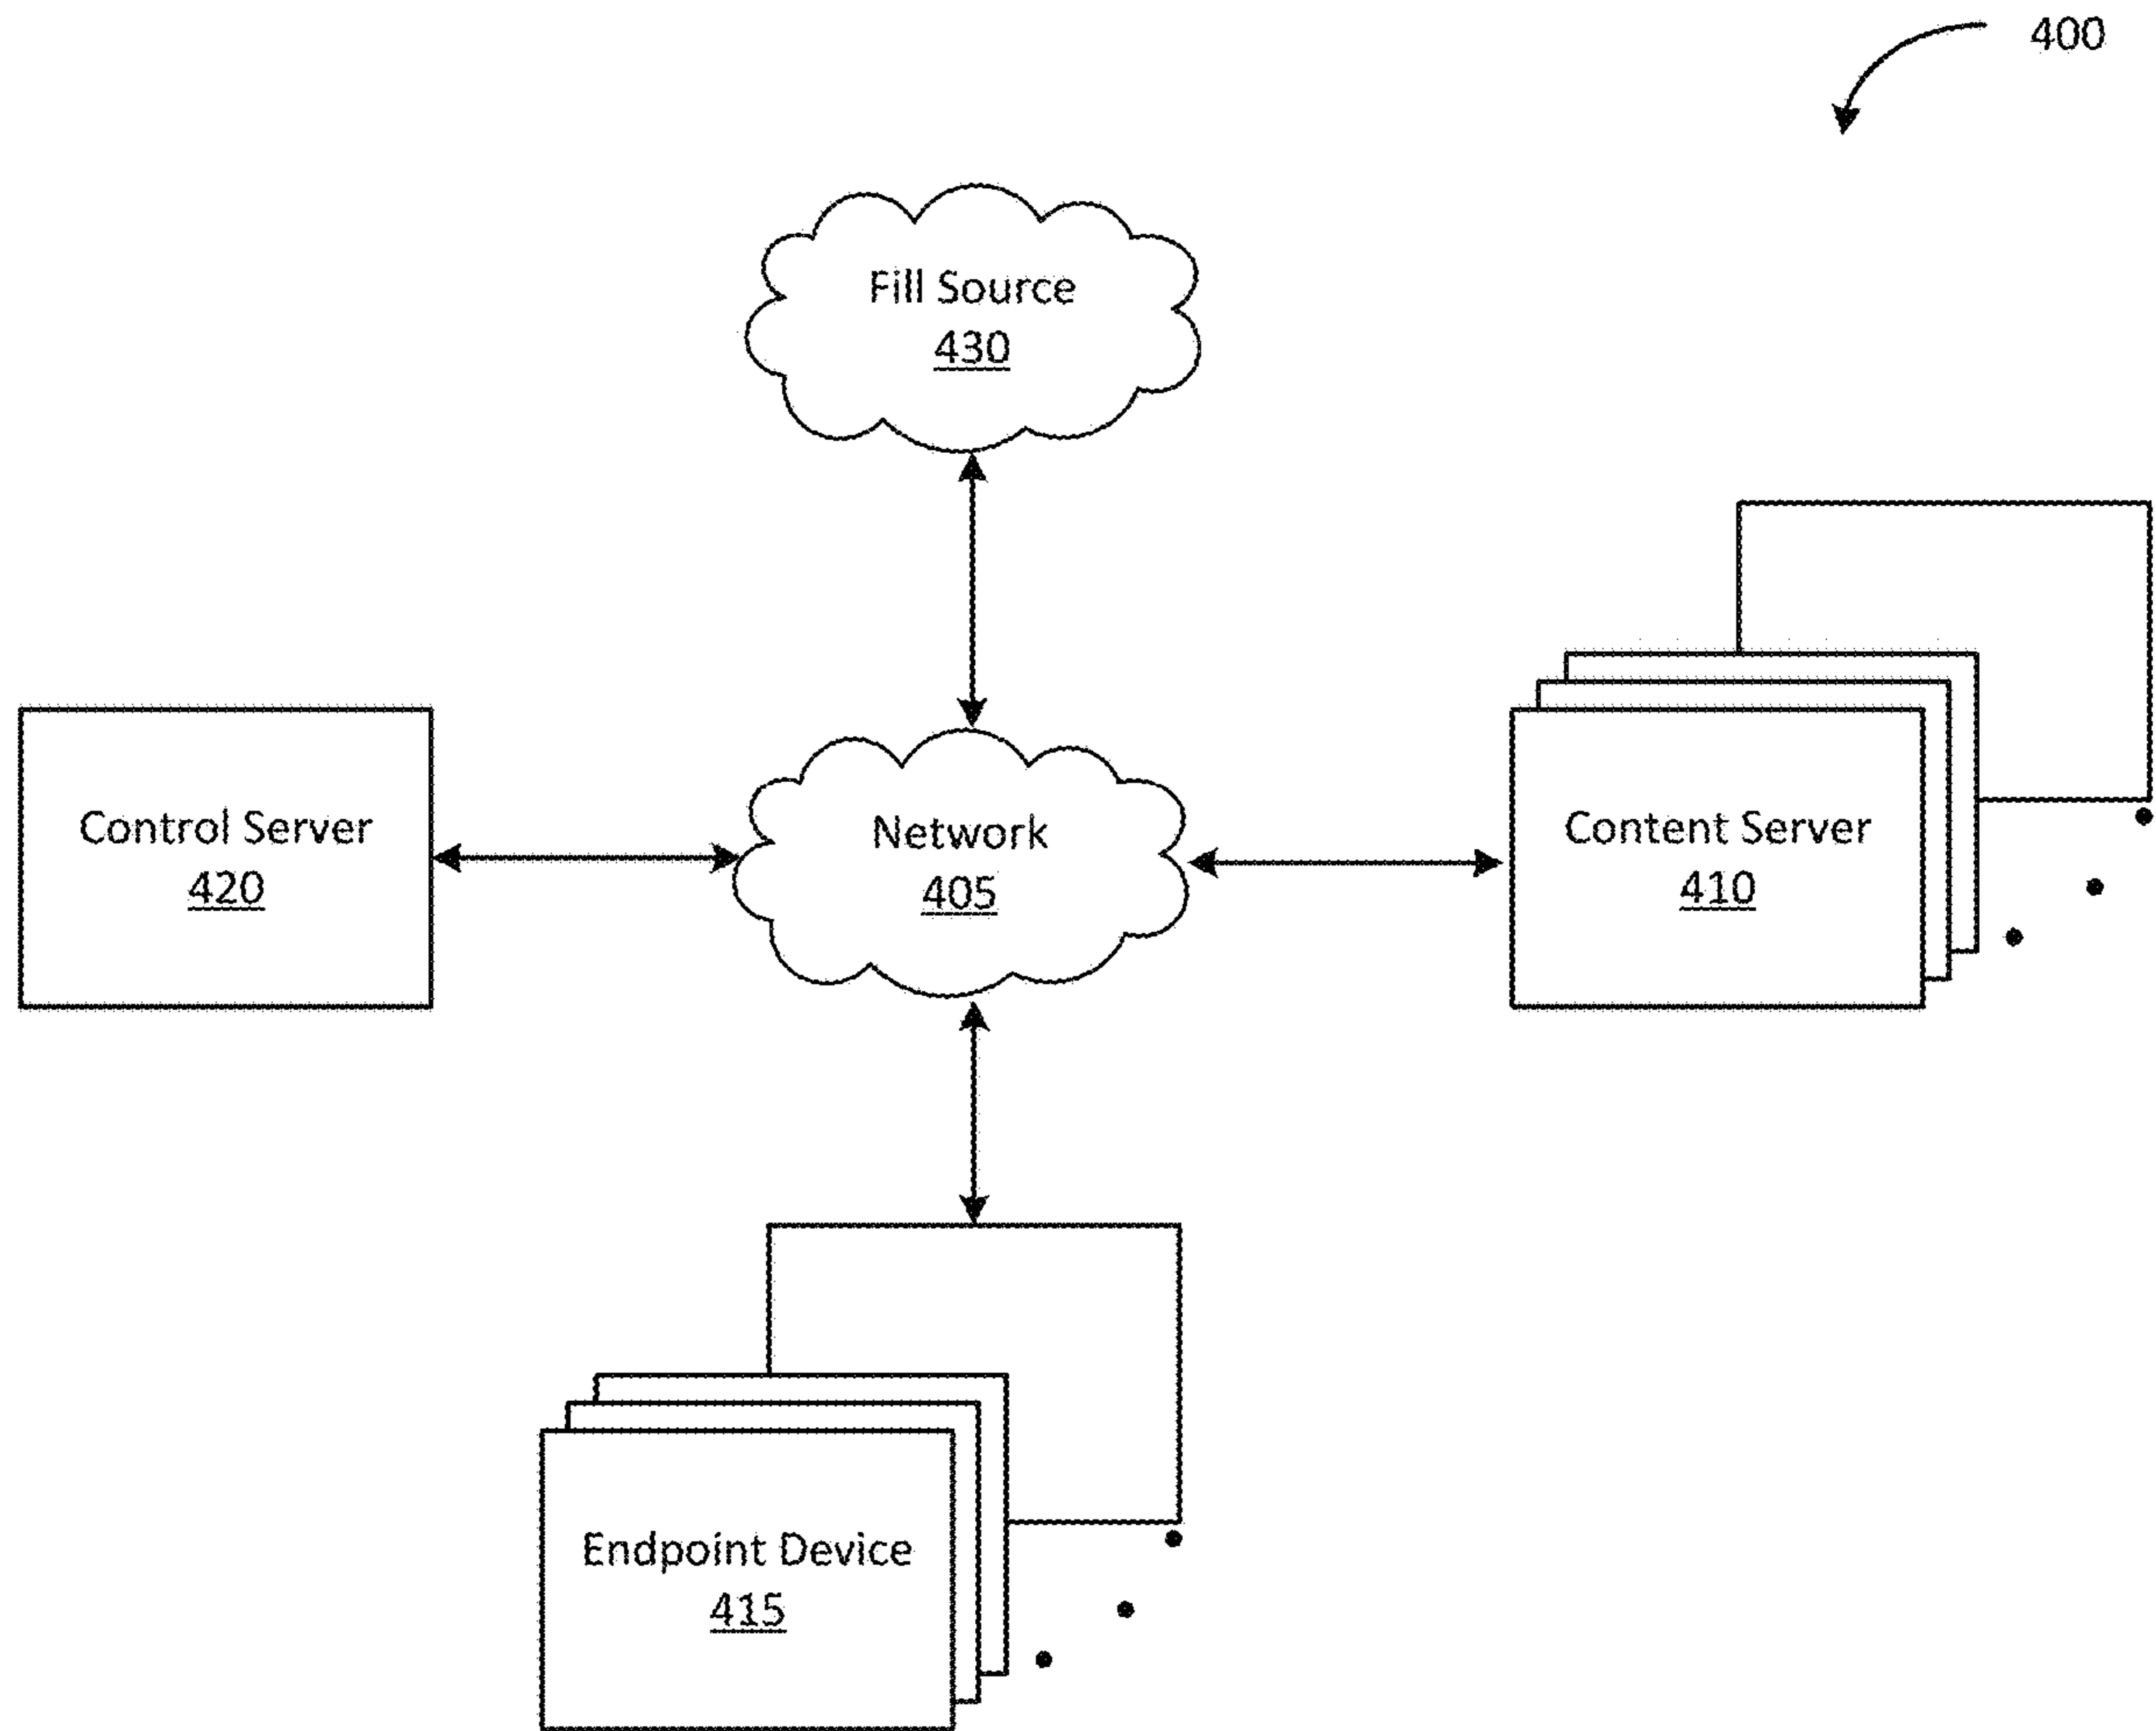 400
Fill Source
430
Control Server
420
Network
405
Content Server
410
Endpoint Device
415